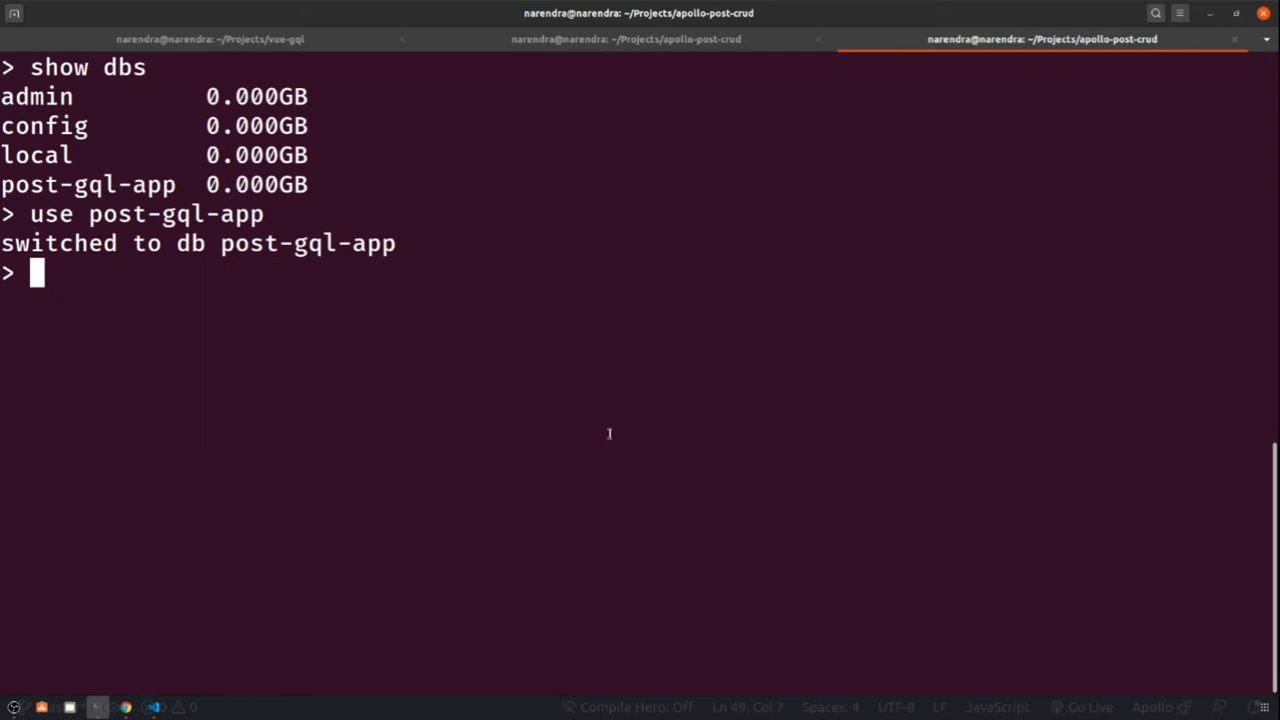 narendra@narendra: ~/Projects/apollo-post-crud
narendra@narendra: ~/Projects/vue-gql
narendra@narendra: ~/Projects/apollo-post-crud
narendra@narendra: ~/Projects/apollo-post-crud
> show dbs
admin 0.000GB
config 0.000GB
local 0.000GB
post-gql-app 0.000GB
> use post-gql-app
switched to db post-gql-app
>
0
Compile Hero: Off
Ln 49, Col 7
Spaces: 4
UTF-8
LF
JavaScript
Go Live
Apollo